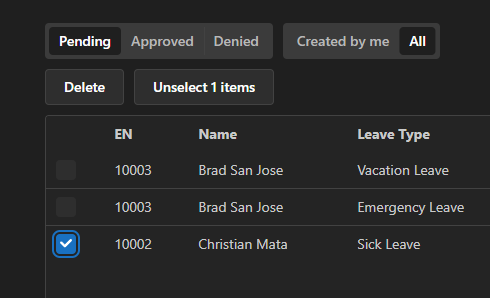 Pending Approved Denied Created by me All
Delete Unselect 1 items
EN Name Leave Type
10003 Brad San Jose Vacation Leave
10003 Brad San Jose Emergency Leave
10002 Christian Mata Sick Leave